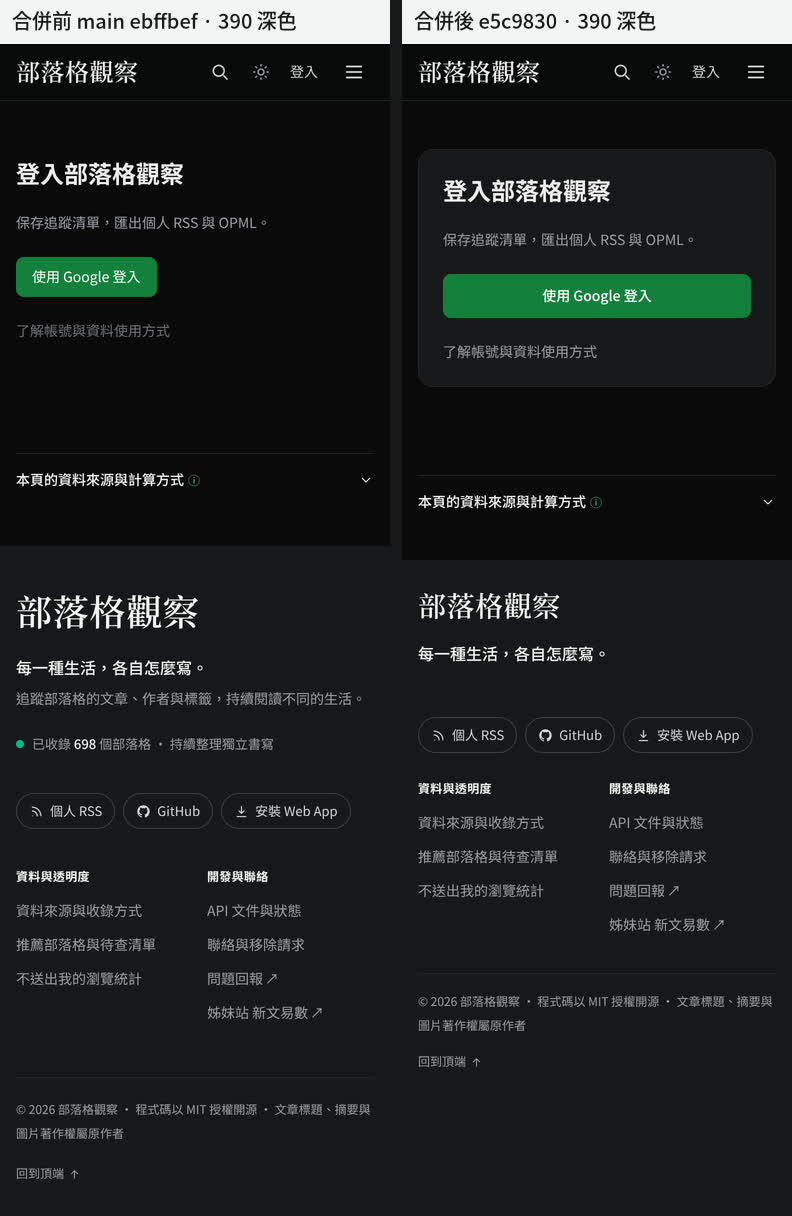 合併前 main ebffbef · 390 深色
部落格觀察
登入
登入部落格觀察
保存追蹤清單，匯出個人 RSS 與 OPML。
使用 Google 登入
了解帳號與資料使用方式
本頁的資料來源與計算方式
部落格觀察
每一種生活，各自怎麼寫。
追蹤部落格的文章、作者與標籤，持續閱讀不同的生活。
已收錄 698 個部落格 · 持續整理獨立書寫
個人 RSS GitHub 安裝 Web App
資料與透明度 開發與聯絡
資料來源與收錄方式 API 文件與狀態
推薦部落格與待查清單 聯絡與移除請求
不送出我的瀏覽統計 問題回報 ↗
姊妹站 新文易數 ↗
© 2026 部落格觀察 · 程式碼以 MIT 授權開源 · 文章標題、摘要與
圖片著作權屬原作者
回到頂端 ↑
合併後 e5c9830 · 390 深色
部落格觀察
登入
登入部落格觀察
保存追蹤清單，匯出個人 RSS 與 OPML。
使用 Google 登入
了解帳號與資料使用方式
本頁的資料來源與計算方式
部落格觀察
每一種生活，各自怎麼寫。
個人 RSS GitHub 安裝 Web App
資料與透明度 開發與聯絡
資料來源與收錄方式 API 文件與狀態
推薦部落格與待查清單 聯絡與移除請求
不送出我的瀏覽統計 問題回報 ↗
姊妹站 新文易數 ↗
© 2026 部落格觀察 · 程式碼以 MIT 授權開源 · 文章標題、摘要與
圖片著作權屬原作者
回到頂端 ↑